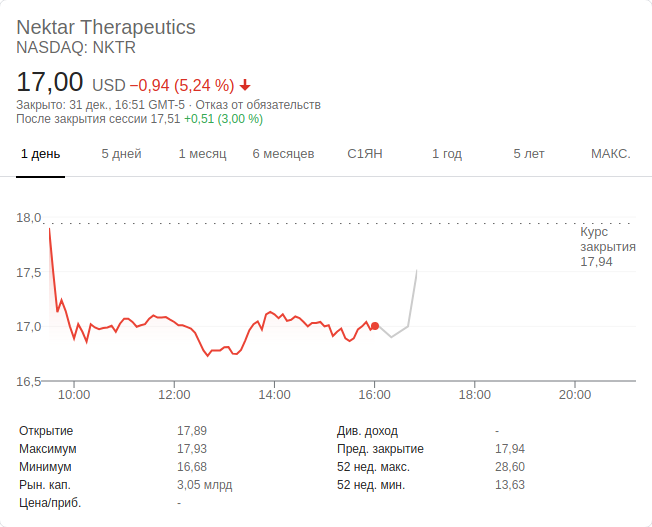 Nektar Therapeutics
NASDAQ: NKTR
17,00 USD −0,94 (5,24 %)
Закрыто: 31 дек., 16:51 GMT-5 · Отказ от обязательств
После закрытия сессии 17,51 +0,51 (3,00 %)
1 день 5 дней 1 месяц 6 месяцев С1ЯН 1 год 5 лет МАКС.
18,0
Курс
закрытия
17,94
17,5
17,0
16,5
10:00 12:00 14:00 16:00 18:00 20:00
Открытие 17,89 Див. доход -
Максимум 17,93 Пред. закрытие 17,94
Минимум 16,68 52 нед. макс. 28,60
Рын. кап. 3,05 млрд 52 нед. мин. 13,63
Цена/приб. -